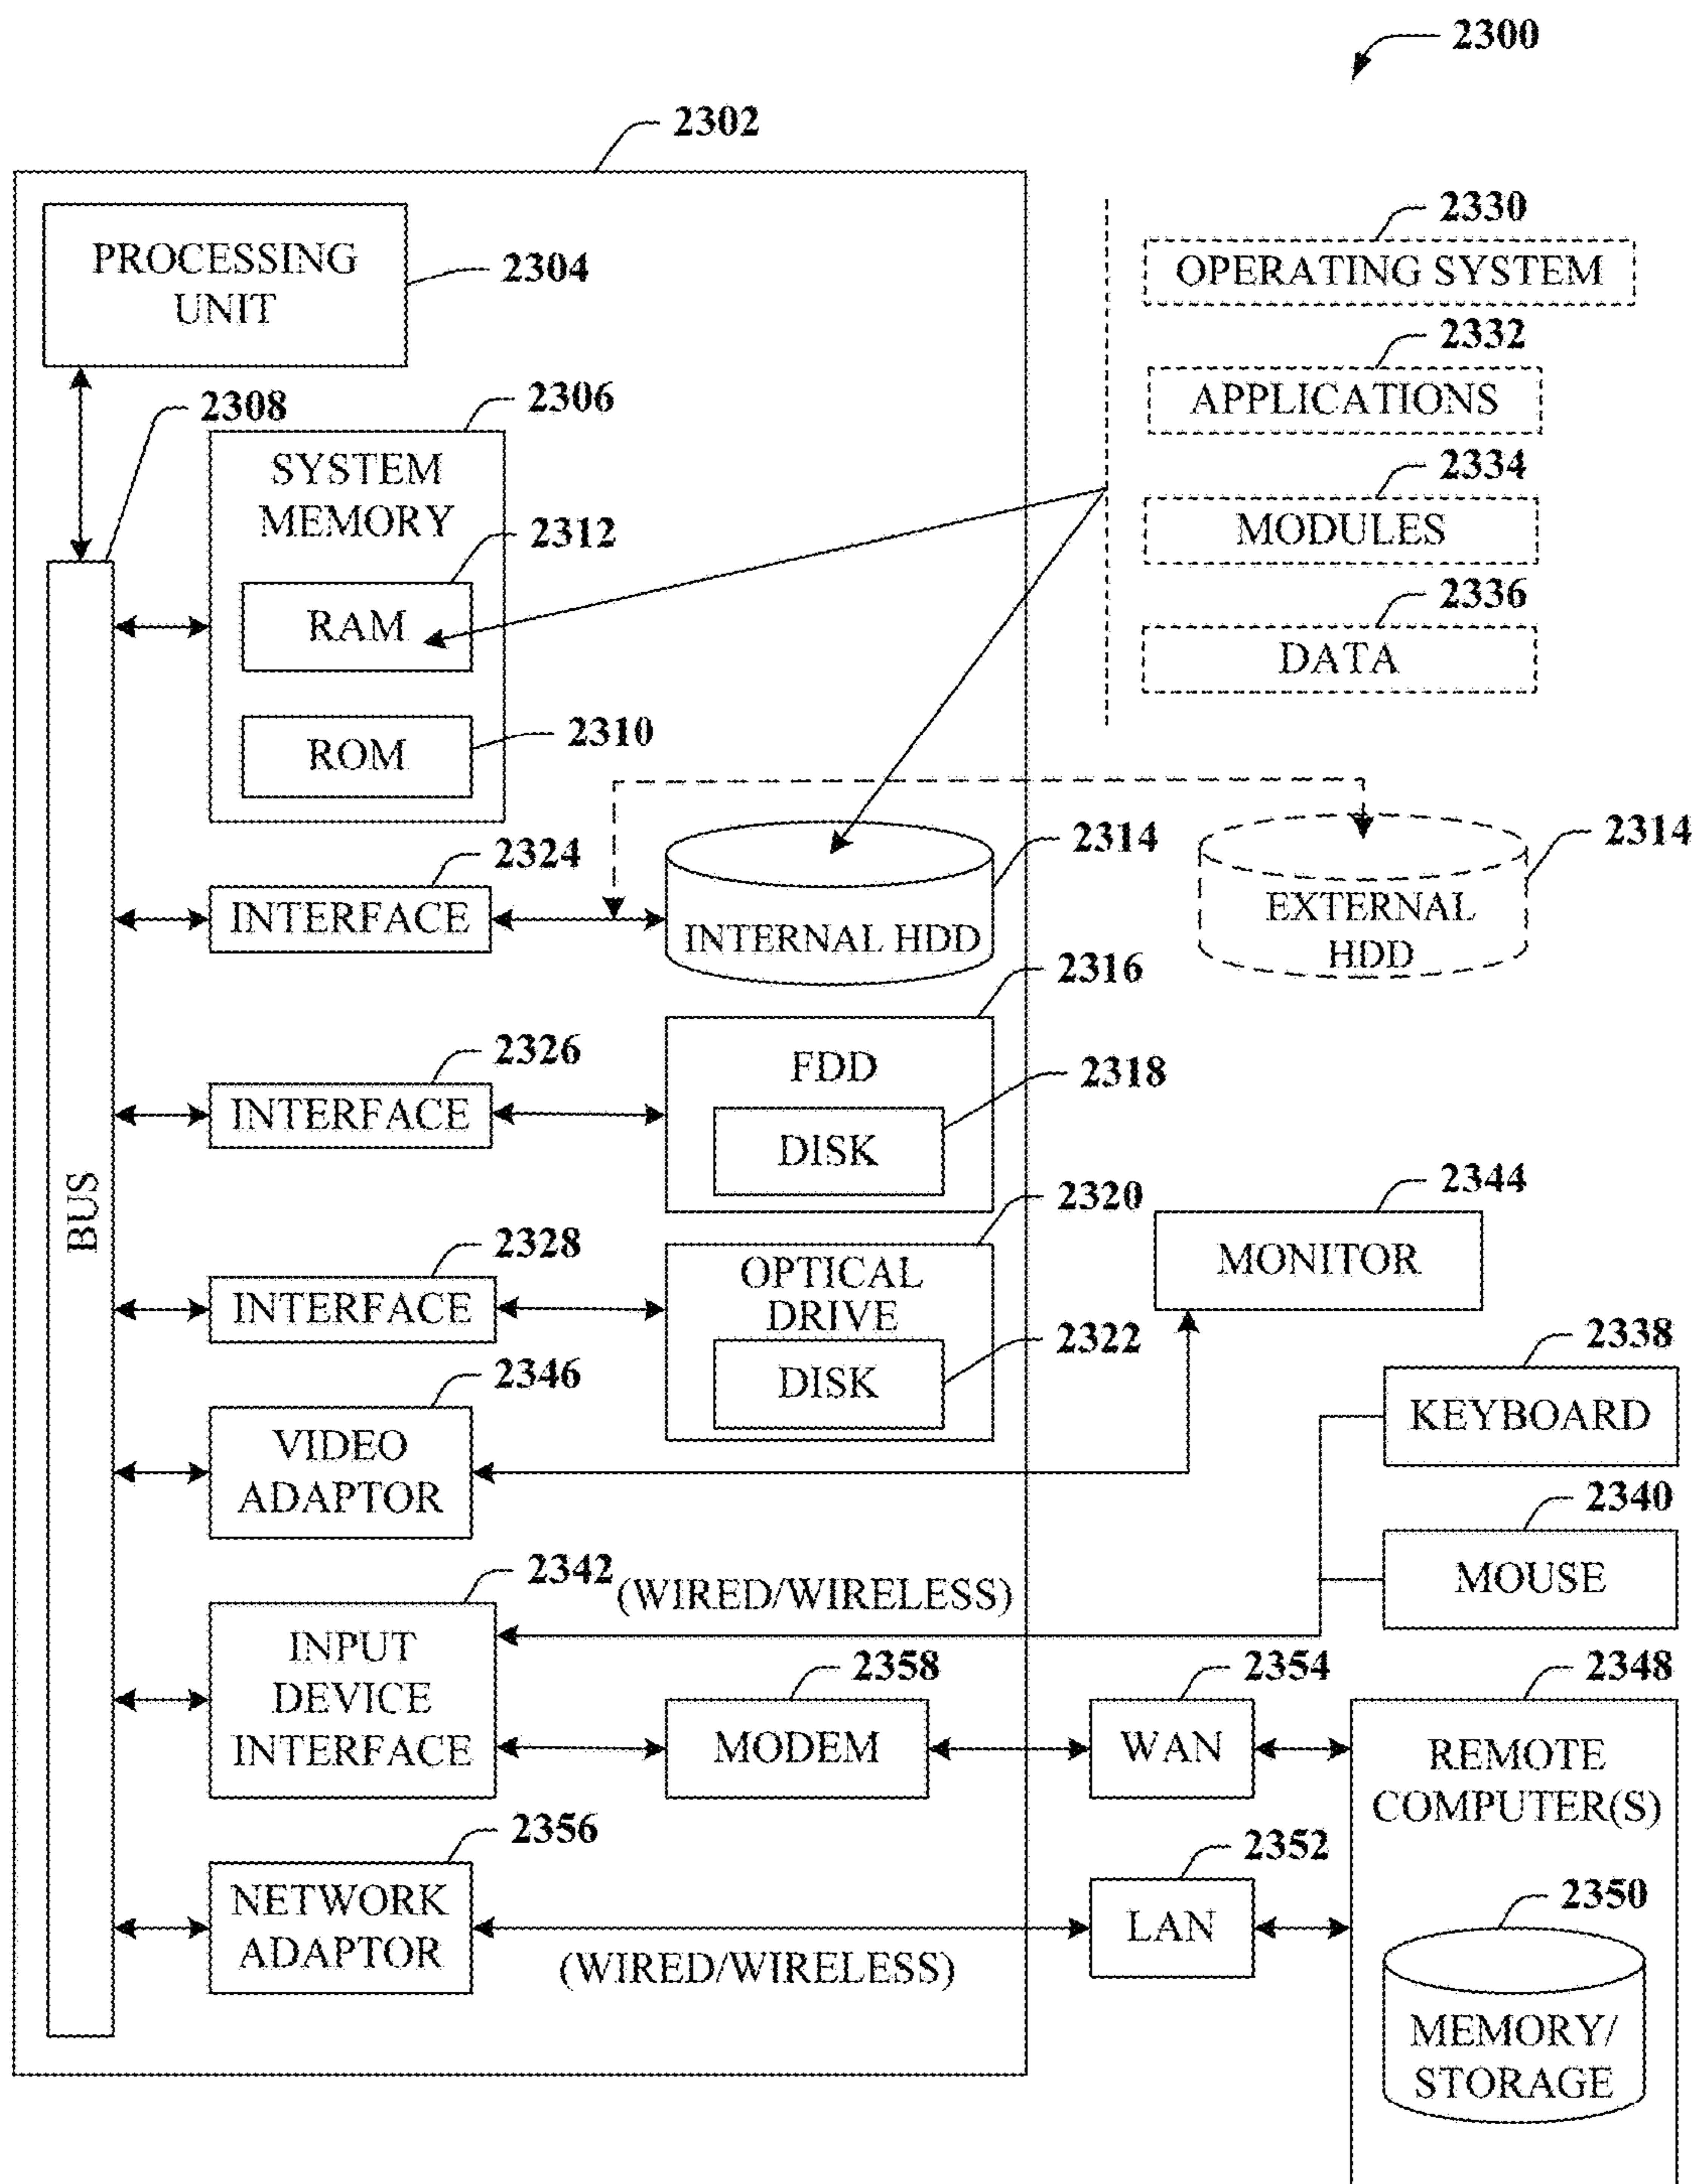 2300
2302
PROCESSING
UNIT
2304
2330
OPERATING SYSTEM
2332
APPLICATIONS
2334
MODULES
2336
DATA
2308
2306
SYSTEM
MEMORY
2312
RAM
2310
ROM
BUS
2324
INTERFACE
2314
INTERNAL HDD
2314
EXTERNAL
HDD
2326
INTERFACE
2316
FDD
2318
DISK
2328
INTERFACE
2320
OPTICAL
DRIVE
2322
DISK
2344
MONITOR
2346
VIDEO
ADAPTOR
2338
KEYBOARD
2340
MOUSE
2342
(WIRED/WIRELESS)
INPUT
DEVICE
INTERFACE
2358
MODEM
2354
WAN
2348
REMOTE
COMPUTER(S)
2356
NETWORK
ADAPTOR
(WIRED/WIRELESS)
2352
LAN
2350
MEMORY/
STORAGE